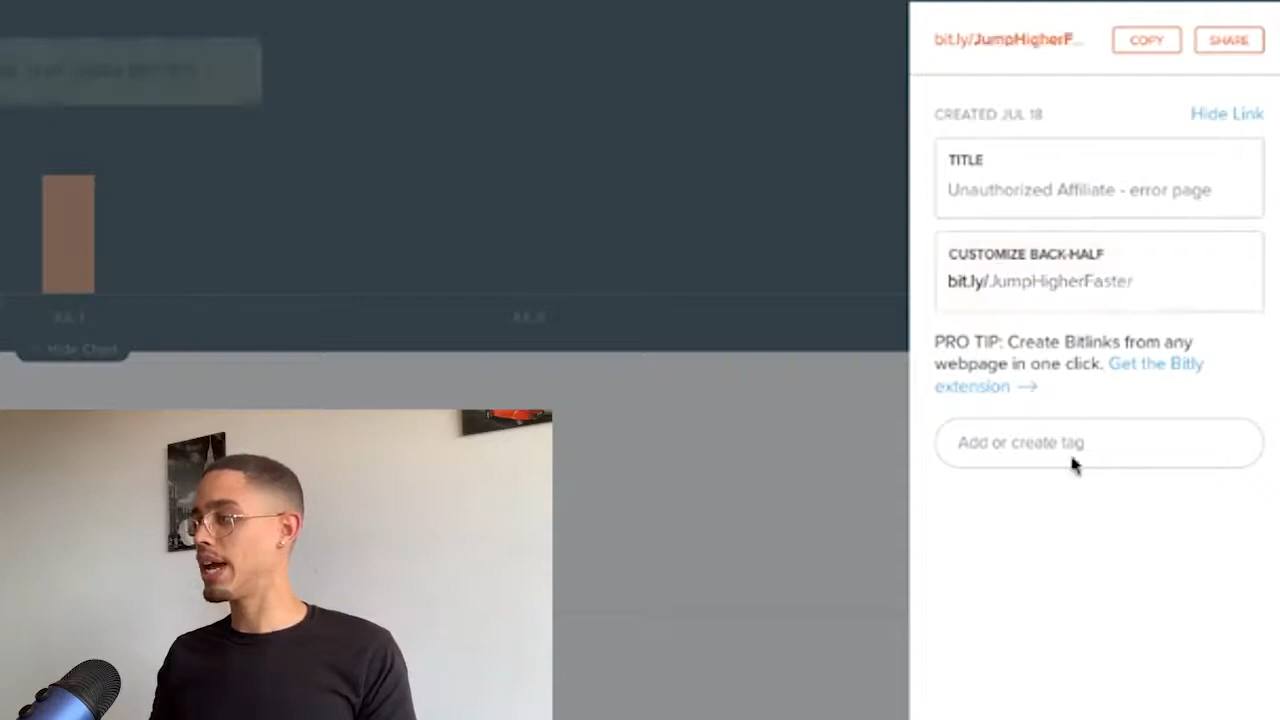 bit.ly/JumpHigherF...
COPY
SHARE
CREATED JUL 18
Hide Link
TITLE
Unauthorized Affiliate - error page
CUSTOMIZE BACK-HALF
bit.ly/JumpHigherFaster
PRO TIP: Create Bitlinks from any
webpage in one click. Get the Bitly
extension →
Add or create tag
Hide Chart